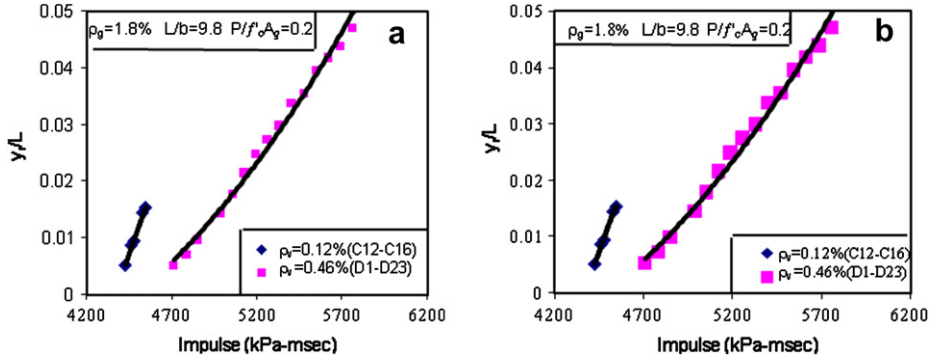 ρg=1.8% L/b=9.8 P/f'cAg=0.2
a
0.05
0.04
0.03
0.02
0.01
0
yr/L
ρv=0.12%(C12-C16)
ρv=0.46%(D1-D23)
4200 4700 5200 5700 6200
Impulse (kPa-msec)
ρg=1.8% L/b=9.8 P/f'cAg=0.2
b
0.05
0.04
0.03
0.02
0.01
0
yr/L
ρv=0.12%(C12-C16)
ρv=0.46%(D1-D23)
4200 4700 5200 5700 6200
Impulse (kPa-msec)